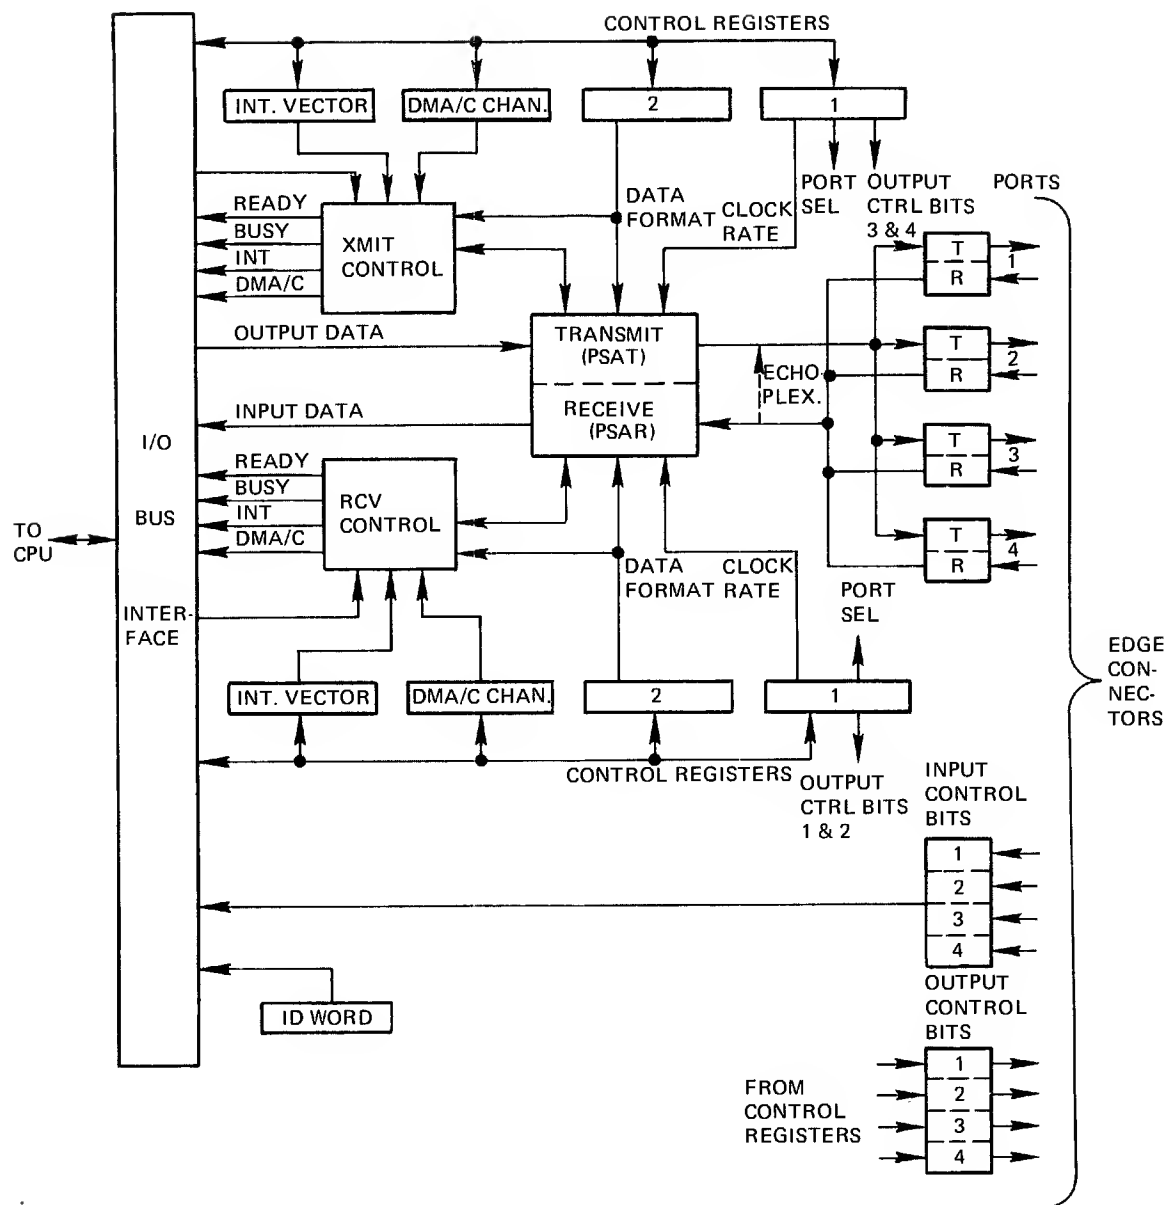 CONTROL REGISTERS
INT. VECTOR
DMA/C CHAN.
2
1
PORT
SEL
OUTPUT
CTRL BITS
3 & 4
PORTS
DATA
FORMAT
CLOCK
RATE
READY
BUSY
INT
DMA/C
XMIT
CONTROL
T
R
1
T
R
2
T
R
3
T
R
4
OUTPUT DATA
TRANSMIT
(PSAT)
RECEIVE
(PSAR)
ECHO-
PLEX.
INPUT DATA
I/O
BUS
INTER-
FACE
TO
CPU
READY
BUSY
INT
DMA/C
RCV
CONTROL
DATA
FORMAT
CLOCK
RATE
PORT
SEL
EDGE
CON-
NEC-
TORS
INT. VECTOR
DMA/C CHAN.
2
1
CONTROL REGISTERS
OUTPUT
CTRL BITS
1 & 2
INPUT
CONTROL
BITS
1
2
3
4
ID WORD
OUTPUT
CONTROL
BITS
1
2
3
4
FROM
CONTROL
REGISTERS